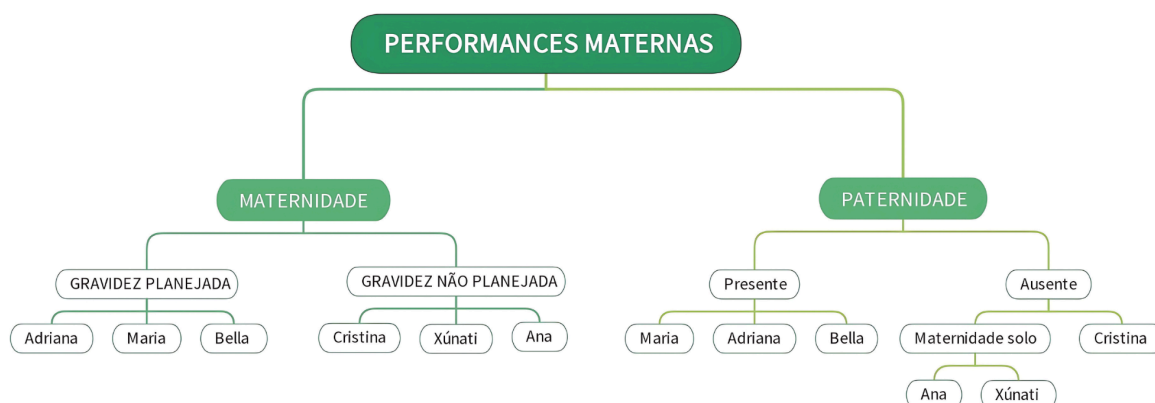 PERFORMANCES MATERNAS
MATERNIDADE
PATERNIDADE
GRAVIDEZ PLANEJADA
GRAVIDEZ NÃO PLANEJADA
Presente
Ausente
Adriana
Maria
Bella
Cristina
Xúnati
Ana
Maria
Adriana
Bella
Maternidade solo
Cristina
Ana
Xúnati